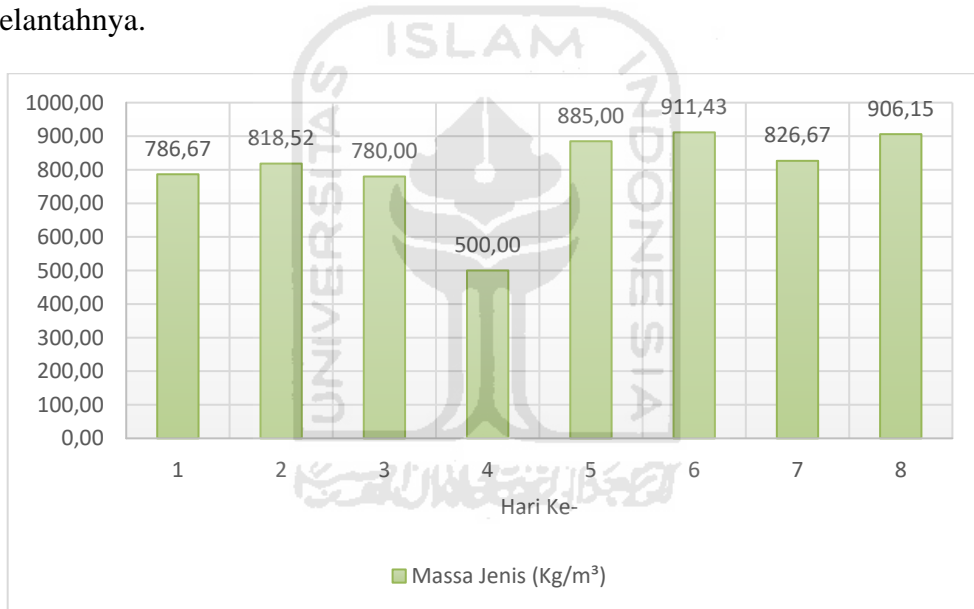 elantahnya.
ISLAM
UNIVERSITAS
INDONESIA
1000,00
900,00
800,00
700,00
600,00
500,00
400,00
300,00
200,00
100,00
0,00
786,67 818,52 780,00 500,00 885,00 911,43 826,67 906,15
1 2 3 4 5 6 7 8
Hari Ke-
Massa Jenis (Kg/m³)